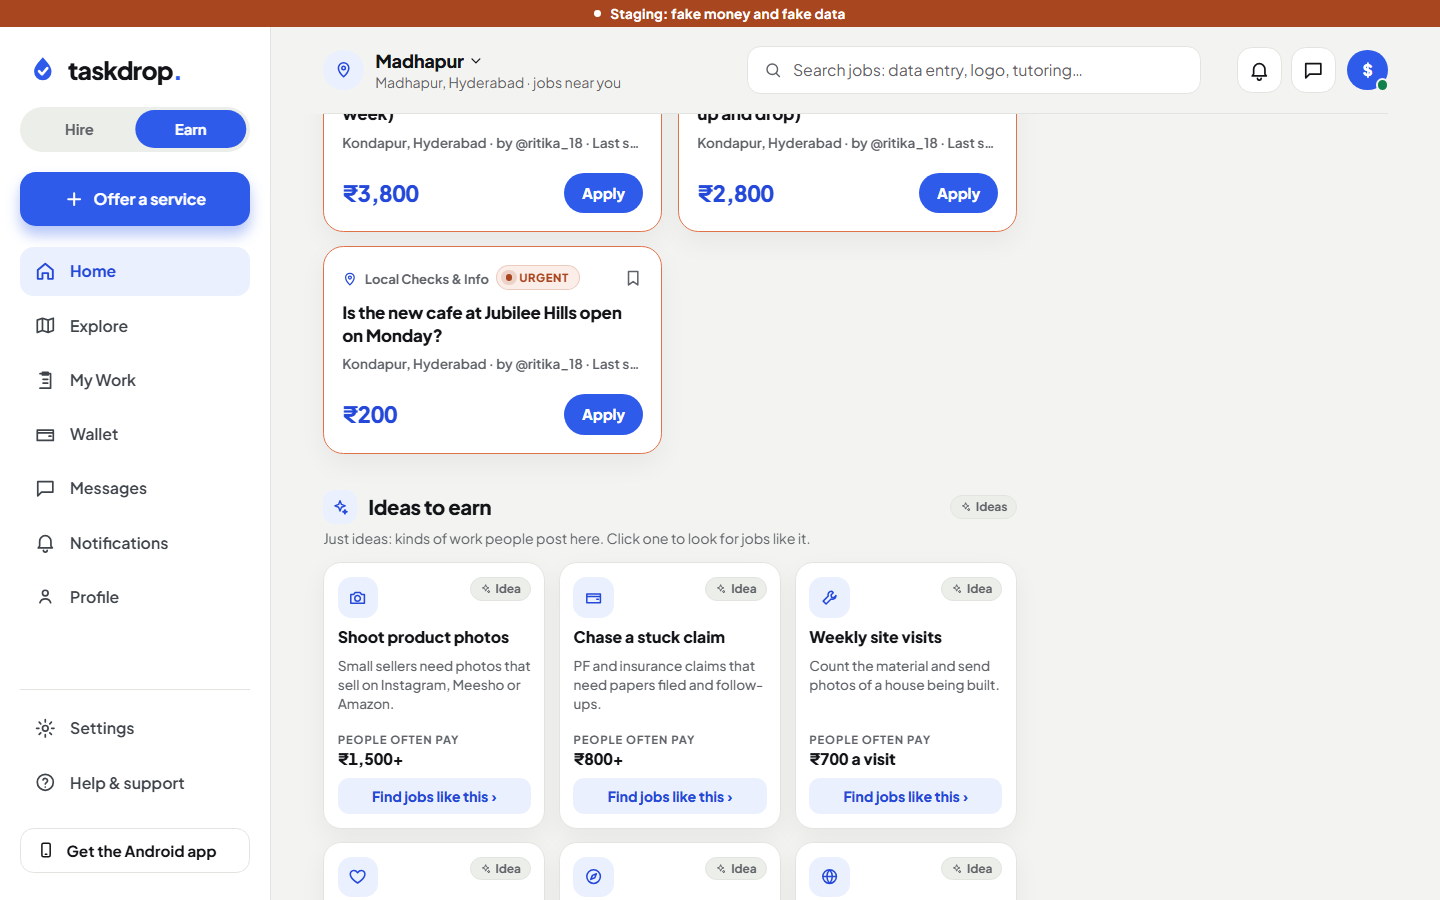 Staging: fake money and fake data
taskdrop.
Hire
Earn
Offer a service
Home
Explore
My Work
Wallet
Messages
Notifications
Profile
Settings
Help & support
Get the Android app
Madhapur
Madhapur, Hyderabad · jobs near you
Search jobs: data entry, logo, tutoring...
$
week)
Kondapur, Hyderabad · by @ritika_18 · Last s...
₹3,800
Apply
up and drop)
Kondapur, Hyderabad · by @ritika_18 · Last s...
₹2,800
Apply
Local Checks & Info
URGENT
Is the new cafe at Jubilee Hills open
on Monday?
Kondapur, Hyderabad · by @ritika_18 · Last s...
₹200
Apply
Ideas to earn
Ideas
Just ideas: kinds of work people post here. Click one to look for jobs like it.
Idea
Shoot product photos
Small sellers need photos that
sell on Instagram, Meesho or
Amazon.
PEOPLE OFTEN PAY
₹1,500+
Find jobs like this ›
Idea
Chase a stuck claim
PF and insurance claims that
need papers filed and follow-
ups.
PEOPLE OFTEN PAY
₹800+
Find jobs like this ›
Idea
Weekly site visits
Count the material and send
photos of a house being built.
PEOPLE OFTEN PAY
₹700 a visit
Find jobs like this ›
Idea
Idea
Idea